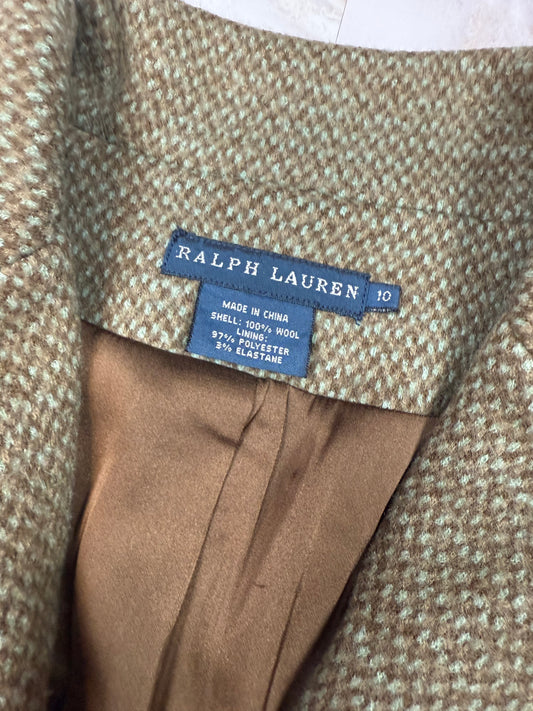 RALPH LAUREN
10
MADE IN CHINA
SHELL: 100% WOOL
LINING:
97% POLYESTER
3% ELASTANE